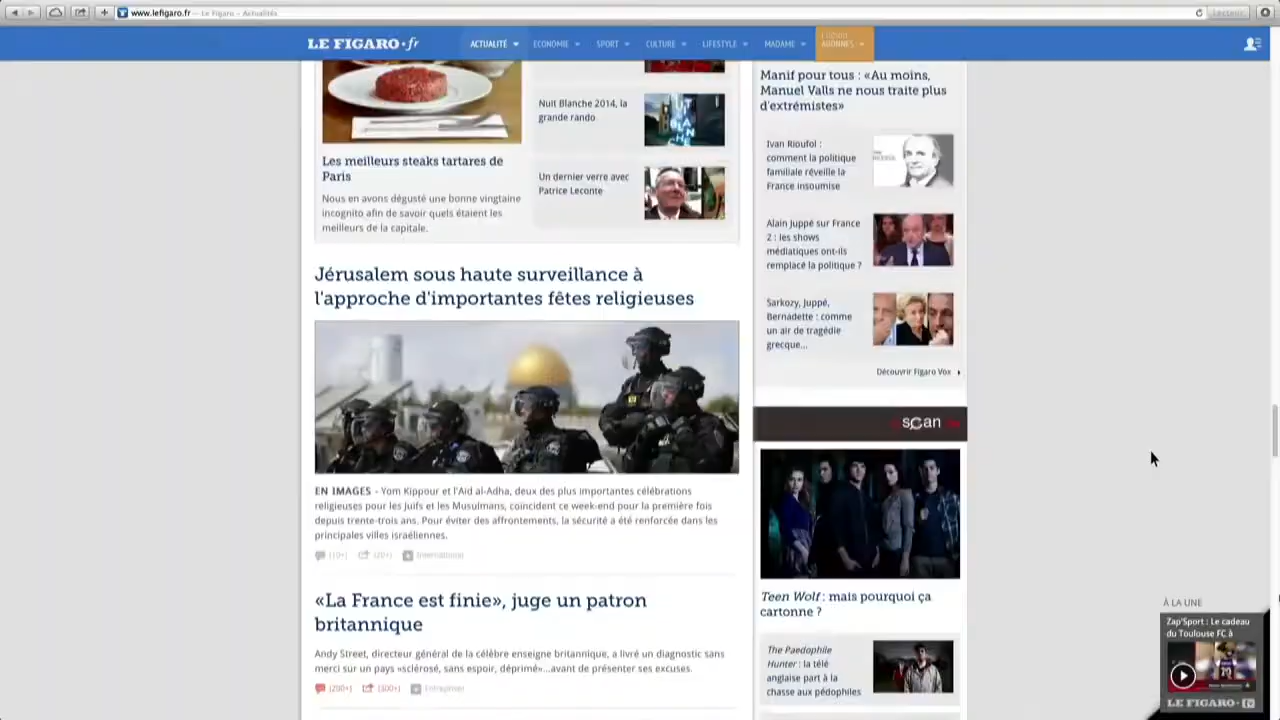 www.lefigaro.fr — Le Figaro - Actualités
Lecteur
LE FIGARO·fr
ACTUALITÉ
ECONOMIE
SPORT
CULTURE
LIFESTYLE
MADAME
ABONNÉS
Nuit Blanche 2014, la
grande rando
Les meilleurs steaks tartares de
Paris
Un dernier verre avec
Patrice Leconte
Nous en avons dégusté une bonne vingtaine
incognito afin de savoir quels étaient les
meilleurs de la capitale.
Jérusalem sous haute surveillance à
l'approche d'importantes fêtes religieuses
EN IMAGES - Yom Kippour et l'Aïd al-Adha, deux des plus importantes célébrations
religieuses pour les Juifs et les Musulmans, coïncident ce week-end pour la première fois
depuis trente-trois ans. Pour éviter des affrontements, la sécurité a été renforcée dans les
principales villes israéliennes.
(10+)
(20+)
International
«La France est finie», juge un patron
britannique
Andy Street, directeur général de la célèbre enseigne britannique, a livré un diagnostic sans
merci sur un pays «sclérosé, sans espoir, déprimé»...avant de présenter ses excuses.
(200+)
(300+)
Entreprises
Manif pour tous : «Au moins,
Manuel Valls ne nous traite plus
d'extrémistes»
Ivan Rioufol :
comment la politique
familiale réveille la
France insoumise
Alain Juppé sur France
2 : les shows
médiatiques ont-ils
remplacé la politique ?
Sarkozy, Juppé,
Bernadette : comme
un air de tragédie
grecque...
Découvrir Figaro Vox
scan
Teen Wolf : mais pourquoi ça
cartonne ?
The Paedophile
Hunter : la télé
anglaise part à la
chasse aux pédophiles
À LA UNE
Zap'Sport : Le cadeau
du Toulouse FC à
LE FIGARO·